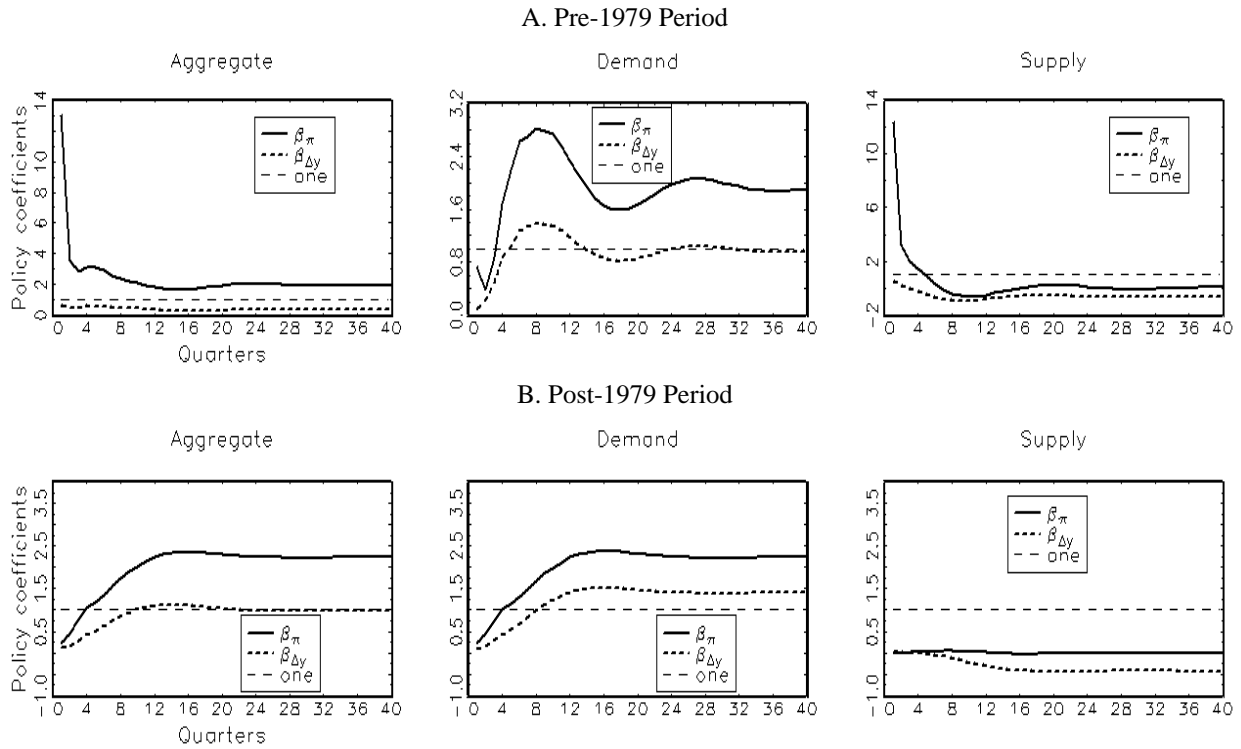 A. Pre-1979 Period
Aggregate Demand Supply
Policy coefficients
14
12
10
8
6
4
2
0
β_π
β_Δy
one
0 4 8 12 16 20 24 28 32 36 40
Quarters
3.2
2.4
1.6
0.8
0.0
β_π
β_Δy
one
0 4 8 12 16 20 24 28 32 36 40
14
10
6
2
-2
β_π
β_Δy
one
0 4 8 12 16 20 24 28 32 36 40
B. Post-1979 Period
Aggregate Demand Supply
Policy coefficients
3.5
2.5
1.5
0.5
-1.0
β_π
β_Δy
one
0 4 8 12 16 20 24 28 32 36 40
Quarters
3.5
2.5
1.5
0.5
-1.0
β_π
β_Δy
one
0 4 8 12 16 20 24 28 32 36 40
3.5
2.5
1.5
0.5
-1.0
β_π
β_Δy
one
0 4 8 12 16 20 24 28 32 36 40